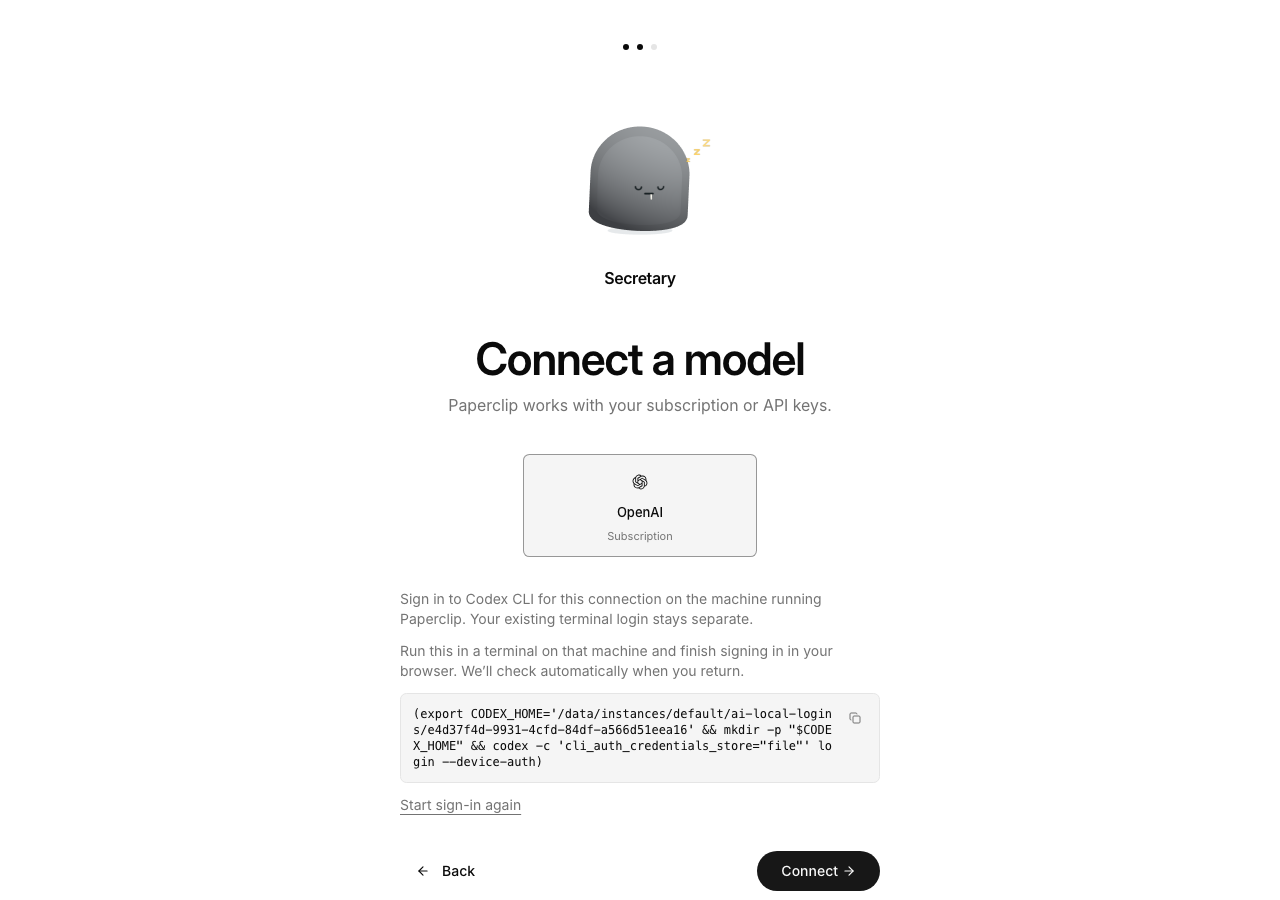 z
z
Secretary
Connect a model
Paperclip works with your subscription or API keys.
OpenAI
Subscription
Sign in to Codex CLI for this connection on the machine running
Paperclip. Your existing terminal login stays separate.
Run this in a terminal on that machine and finish signing in in your
browser. We’ll check automatically when you return.
(export CODEX_HOME='/data/instances/default/ai-local-login
s/e4d37f4d-9931-4cfd-84df-a566d51eea16' && mkdir -p "$CODE
X_HOME" && codex -c 'cli_auth_credentials_store="file"' lo
gin --device-auth)
Start sign-in again
Back
Connect